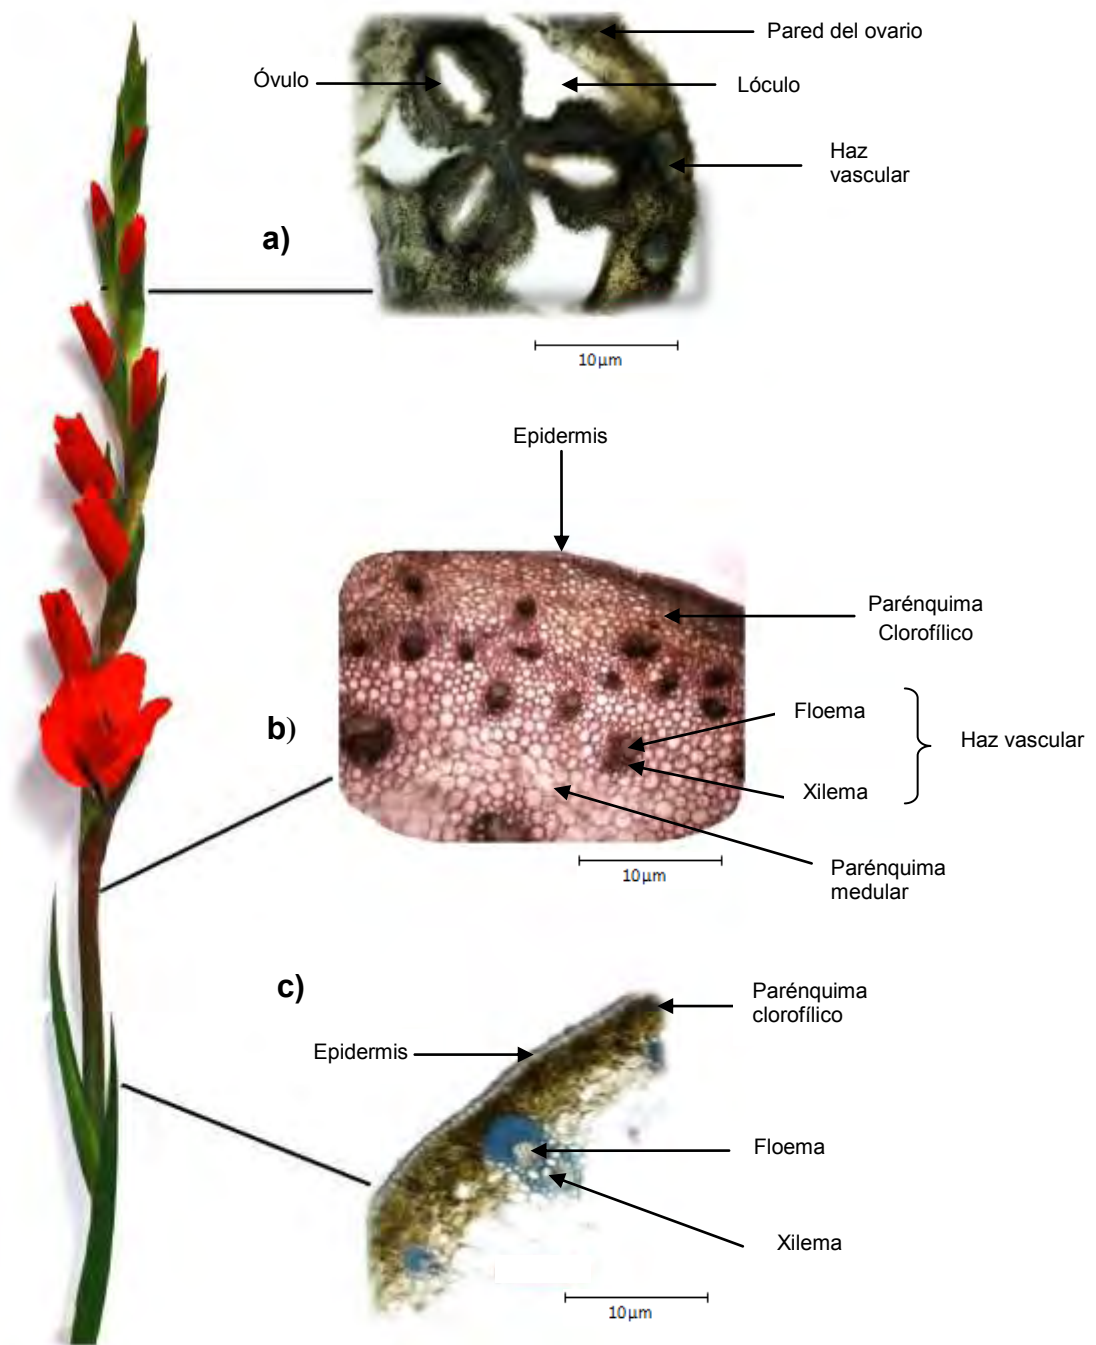 Pared del ovario
Óvulo
Lóculo
Haz
vascular
a)
10µm
Epidermis
Parénquima
Clorofílico
Floema
b)
Haz vascular
Xilema
10µm
Parénquima
medular
c)
Parénquima
clorofílico
Epidermis
Floema
Xilema
10µm